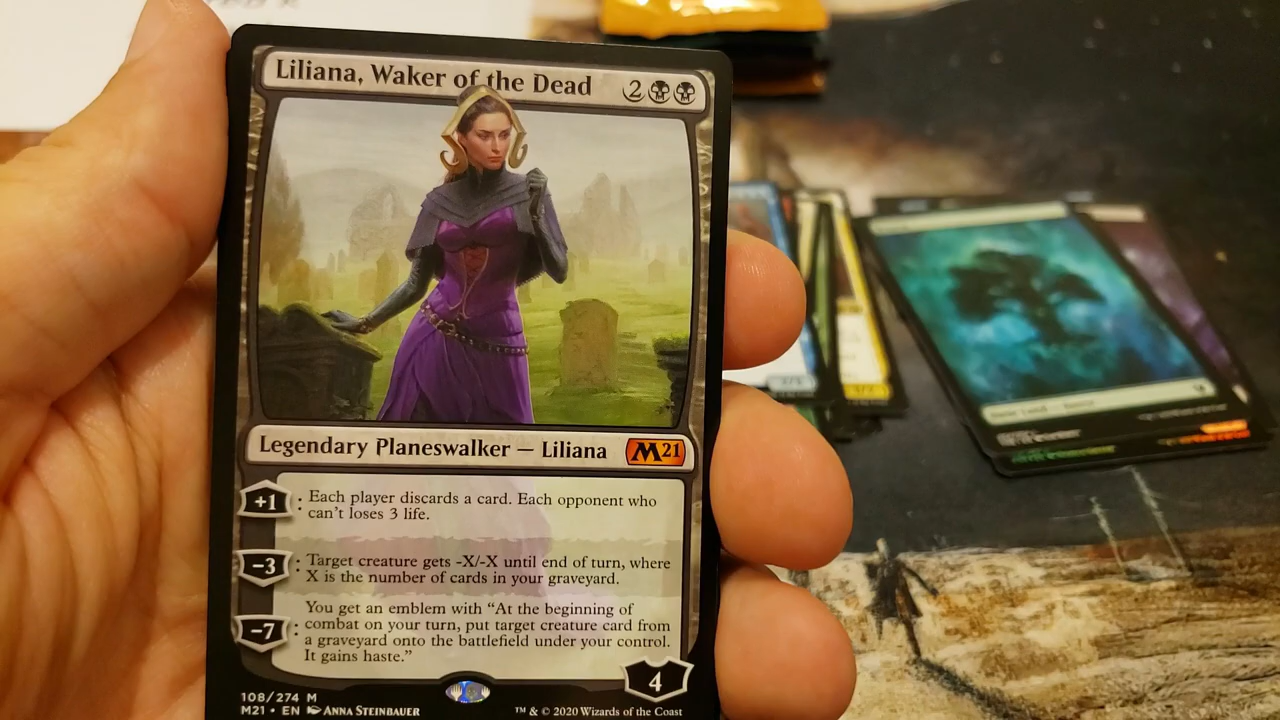 Liliana, Waker of the Dead 2
Legendary Planeswalker — Liliana M21
+1 : Each player discards a card. Each opponent who
can't loses 3 life.
−3 : Target creature gets -X/-X until end of turn, where
X is the number of cards in your graveyard.
You get an emblem with “At the beginning of
−7 : combat on your turn, put target creature card from
a graveyard onto the battlefield under your control.
It gains haste.”
4
108/274 M
M21 • EN ANNA STEINBAUER ™ & © 2020 Wizards of the Coast